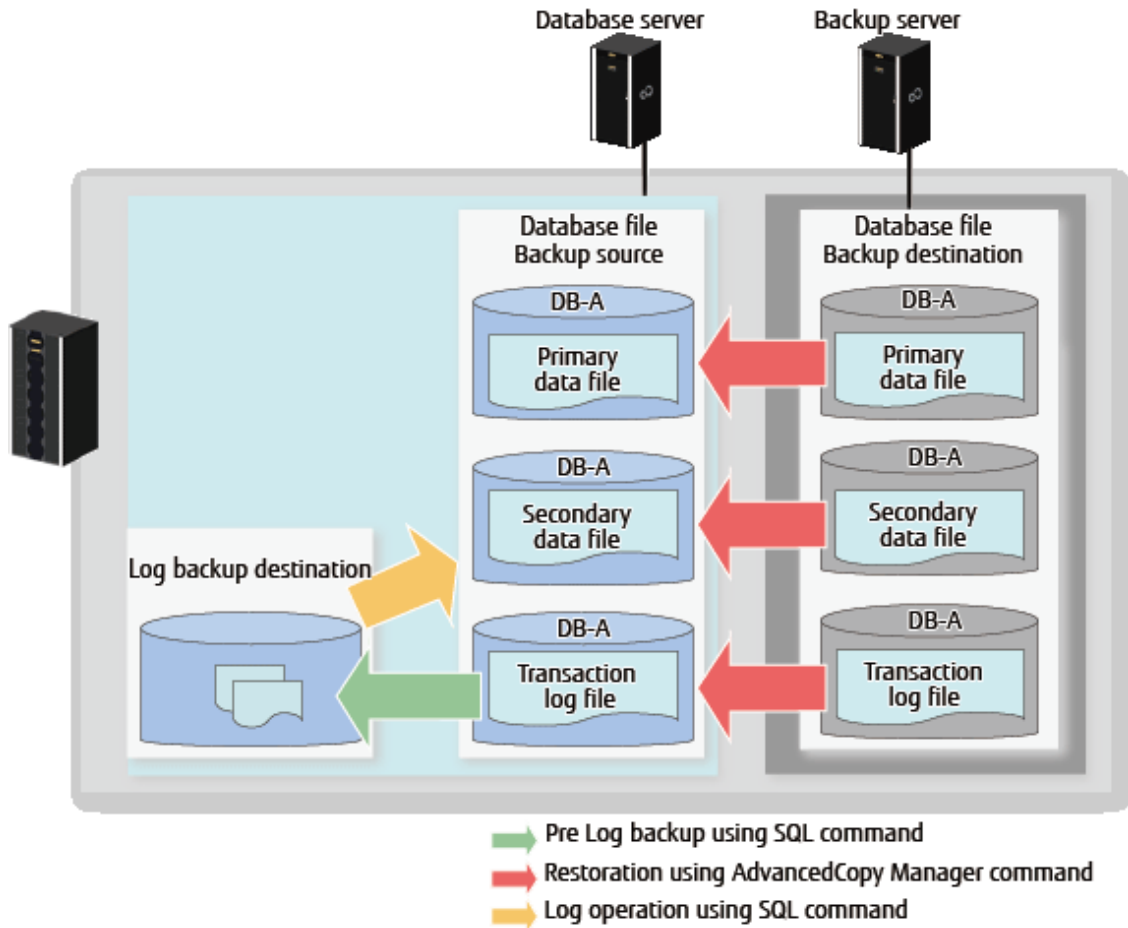 Database server
Backup server
Database file
Backup source
Database file
Backup destination
DB-A
Primary
data file
DB-A
Primary
data file
DB-A
Secondary
data file
DB-A
Secondary
data file
Log backup destination
DB-A
Transaction
log file
DB-A
Transaction
log file
Pre Log backup using SQL command
Restoration using AdvancedCopy Manager command
Log operation using SQL command